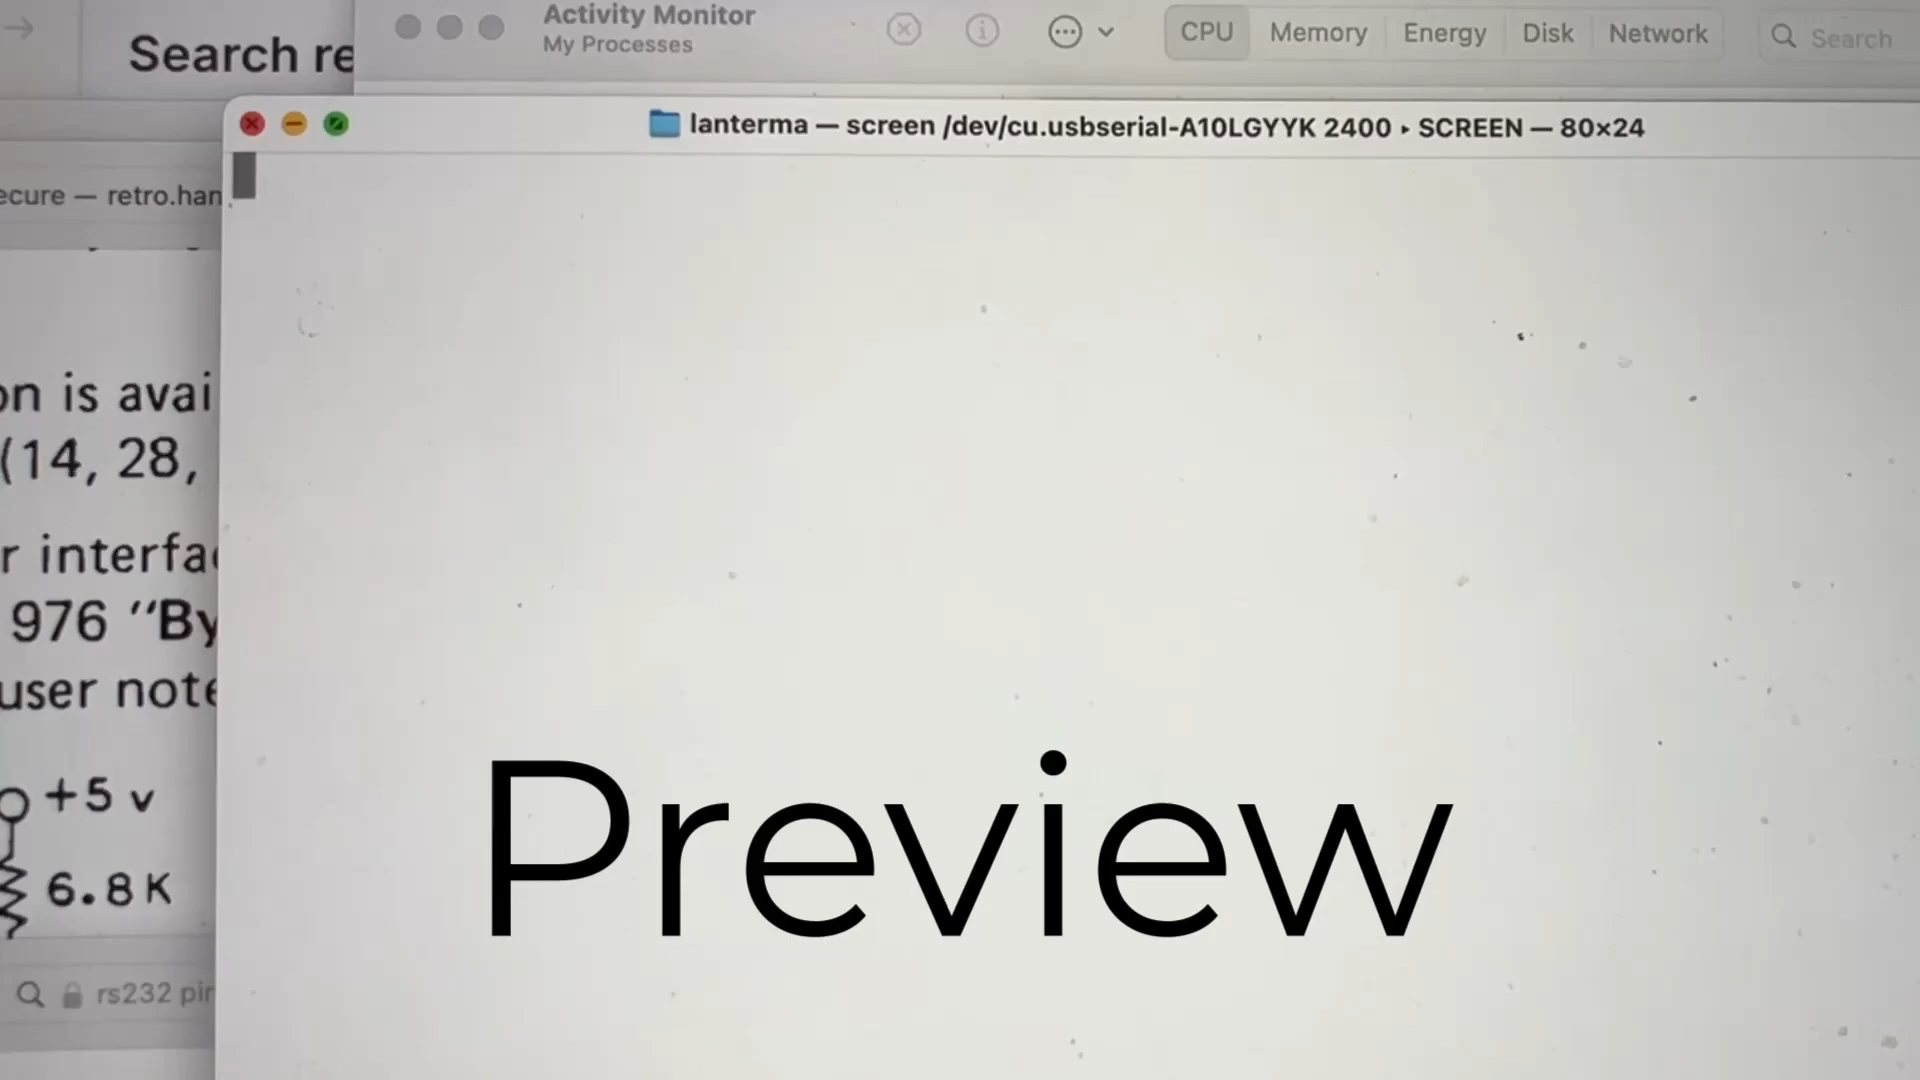 Activity Monitor
My Processes
CPU Memory Energy Disk Network
Search
Search re
lanterma — screen /dev/cu.usbserial-A10LGYYK 2400 ▸ SCREEN — 80×24
ecure — retro.han
on is avai
(14, 28,
r interfac
976 "By
user note
+5 v
6.8 K
rs232 pin
Preview